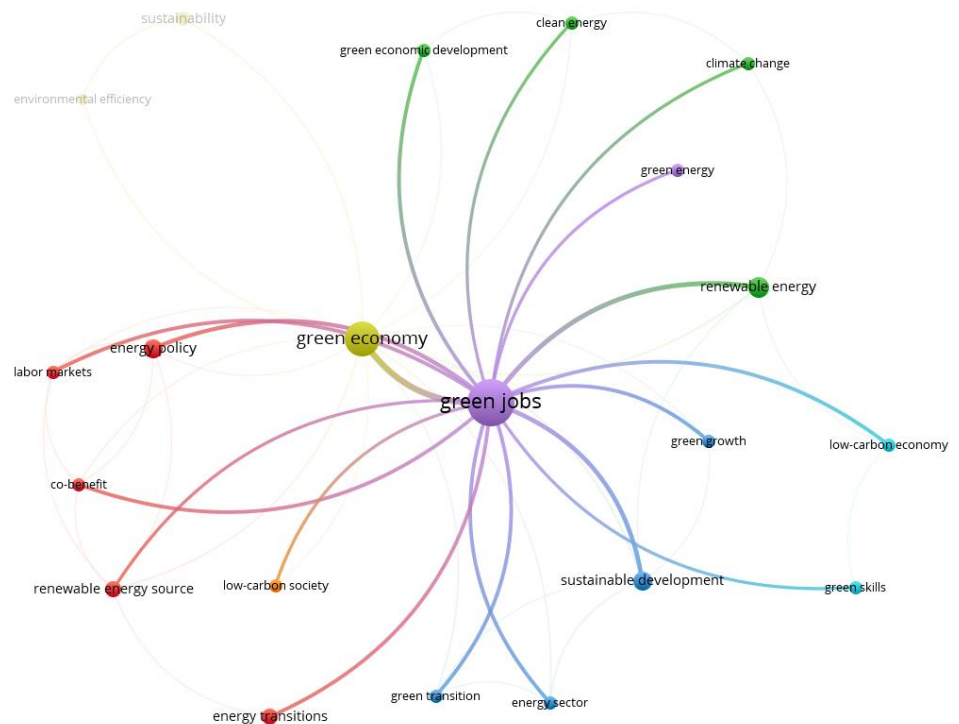 sustainability
clean energy
green economic development
climate change
environmental efficiency
green energy
renewable energy
green economy
energy policy
labor markets
green jobs
green growth
low-carbon economy
co-benefit
sustainable development
low-carbon society
green skills
renewable energy source
green transition
energy sector
energy transitions